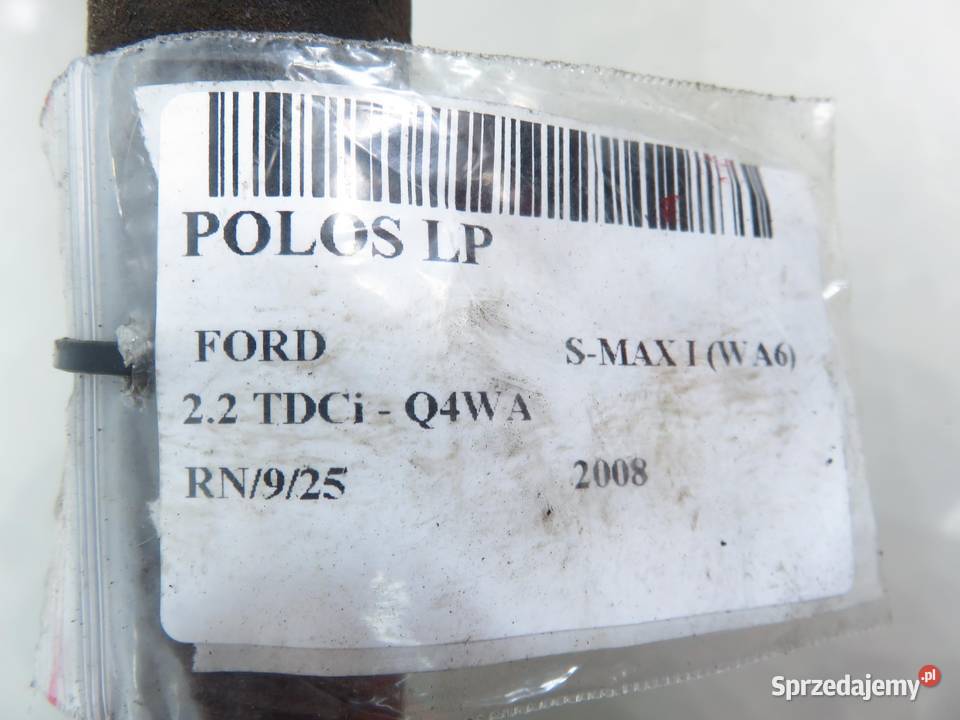 POLOS LP
FORD S-MAX I (WA6)
2.2 TDCi - Q4WA
RN/9/25 2008
Sprzedajemy.pl